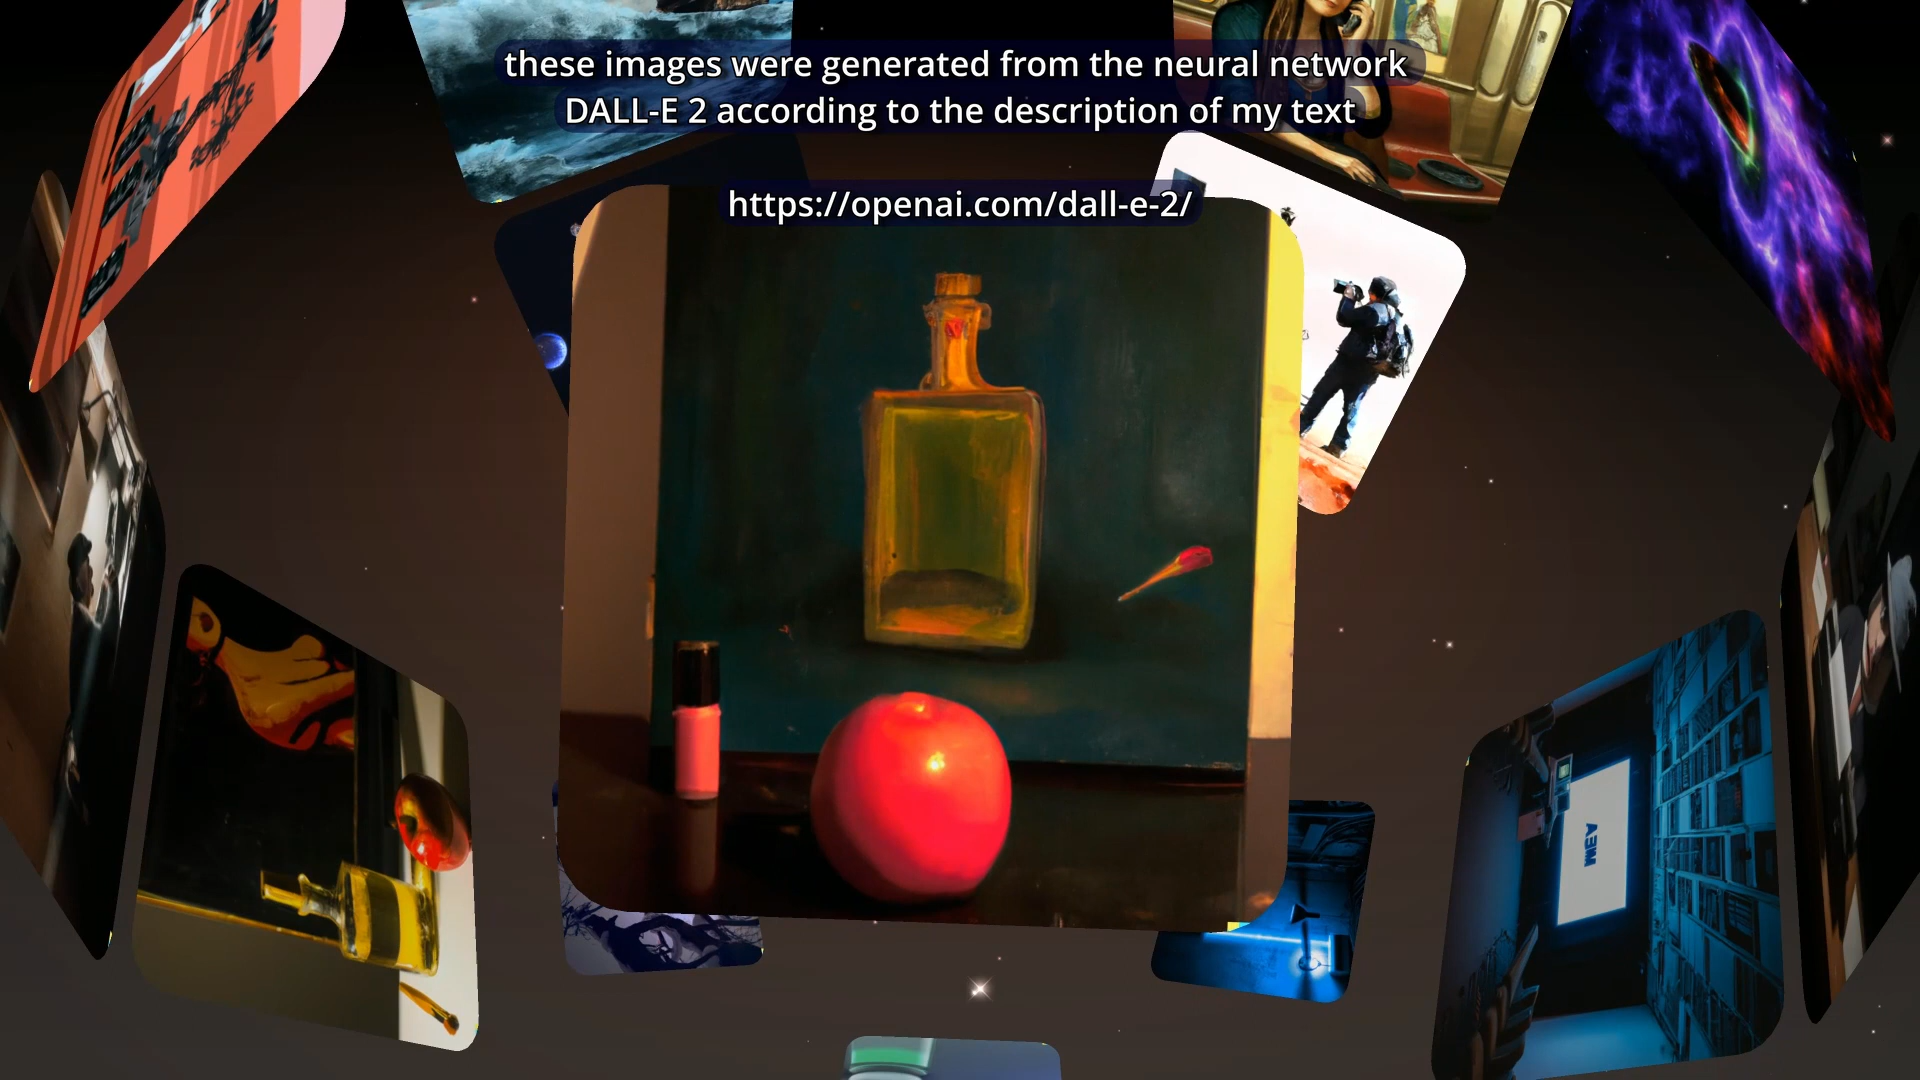 these images were generated from the neural network
DALL-E 2 according to the description of my text
https://openai.com/dall-e-2/